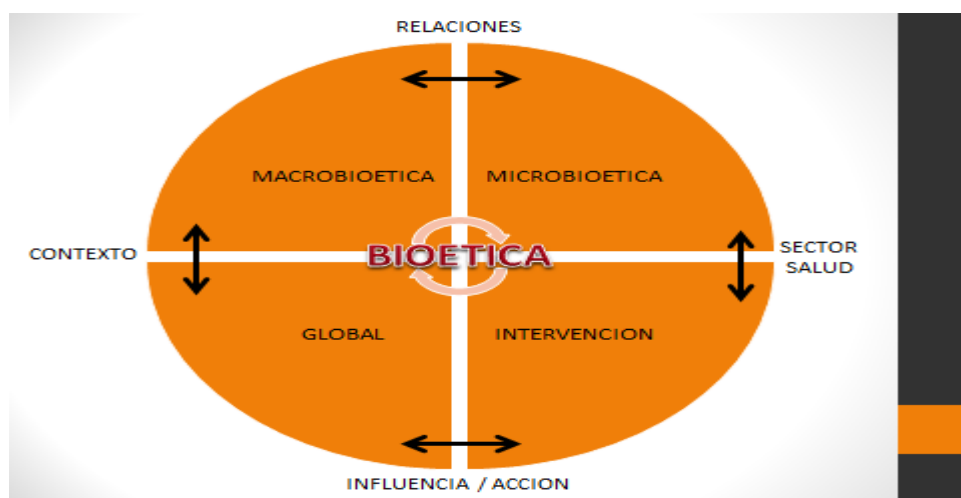 RELACIONES
MACROBIOETICA
MICROBIOETICA
CONTEXTO
BIOETICA
SECTOR
SALUD
GLOBAL
INTERVENCION
INFLUENCIA / ACCION